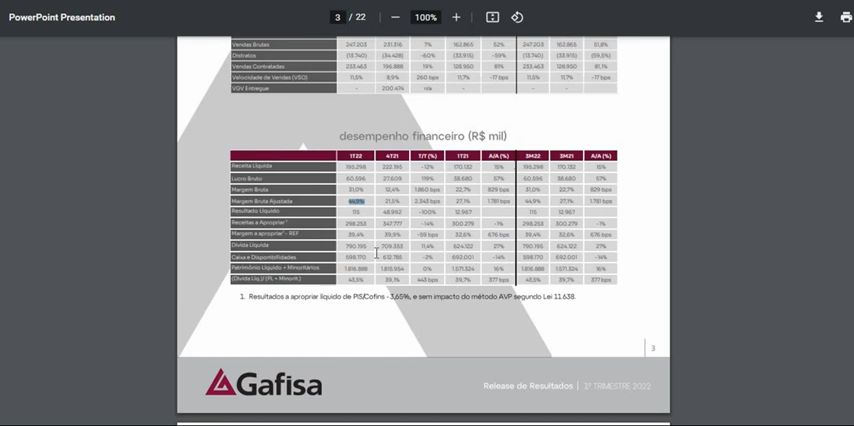 PowerPoint Presentation 3 / 22 100%
Vendas Brutas 247.203 231.316 7% 162.865 52% 247.203 162.865 51,8%
Distratos (13.740) (34.428) -60% (33.915) -59% (13.740) (33.915) (59,5%)
Vendas Contratadas 233.463 196.888 19% 128.950 81% 233.463 128.950 81,1%
Velocidade de Vendas (VSO) 11,5% 8,9% 260 bps 11,7% -17 bps 11,5% 11,7% -17 bps
VGV Entregue - 200.474 n/a - - - -
desempenho financeiro (R$ mil)
1T22 4T21 T/T (%) 1T21 A/A (%) 3M22 3M21 A/A (%)
Receita Líquida 195.298 222.195 -12% 170.132 15% 195.298 170.132 15%
Lucro Bruto 60.596 27.609 119% 38.680 57% 60.596 38.680 57%
Margem Bruta 31,0% 12,4% 1.860 bps 22,7% 829 bps 31,0% 22,7% 829 bps
Margem Bruta Ajustada 44,9% 21,5% 2.343 bps 27,1% 1.781 bps 44,9% 27,1% 1.781 bps
Resultado Líquido 115 48.992 -100% 12.967 115 12.967
Receitas a Apropriar¹ 298.253 347.777 -14% 300.279 -1% 298.253 300.279 -1%
Margem a apropriar¹ - REF 39,4% 39,9% -59 bps 32,6% 676 bps 39,4% 32,6% 676 bps
Dívida Líquida 790.195 709.353 11,4% 624.122 27% 790.195 624.122 27%
Caixa e Disponibilidades 598.170 612.785 -2% 692.001 -14% 598.170 692.001 -14%
Patrimônio Líquido + Minoritários 1.816.888 1.815.954 0% 1.571.324 16% 1.816.888 1.571.324 16%
(Dívida Líq.)/ (PL + Minorit.) 43,5% 39,1% 443 bps 39,7% 377 bps 43,5% 39,7% 377 bps
1. Resultados a apropriar líquido de PIS/Cofins - 3,65%, e sem impacto do método AVP segundo Lei 11.638.
3
Gafisa
Release de Resultados | TRIMESTRE 2022